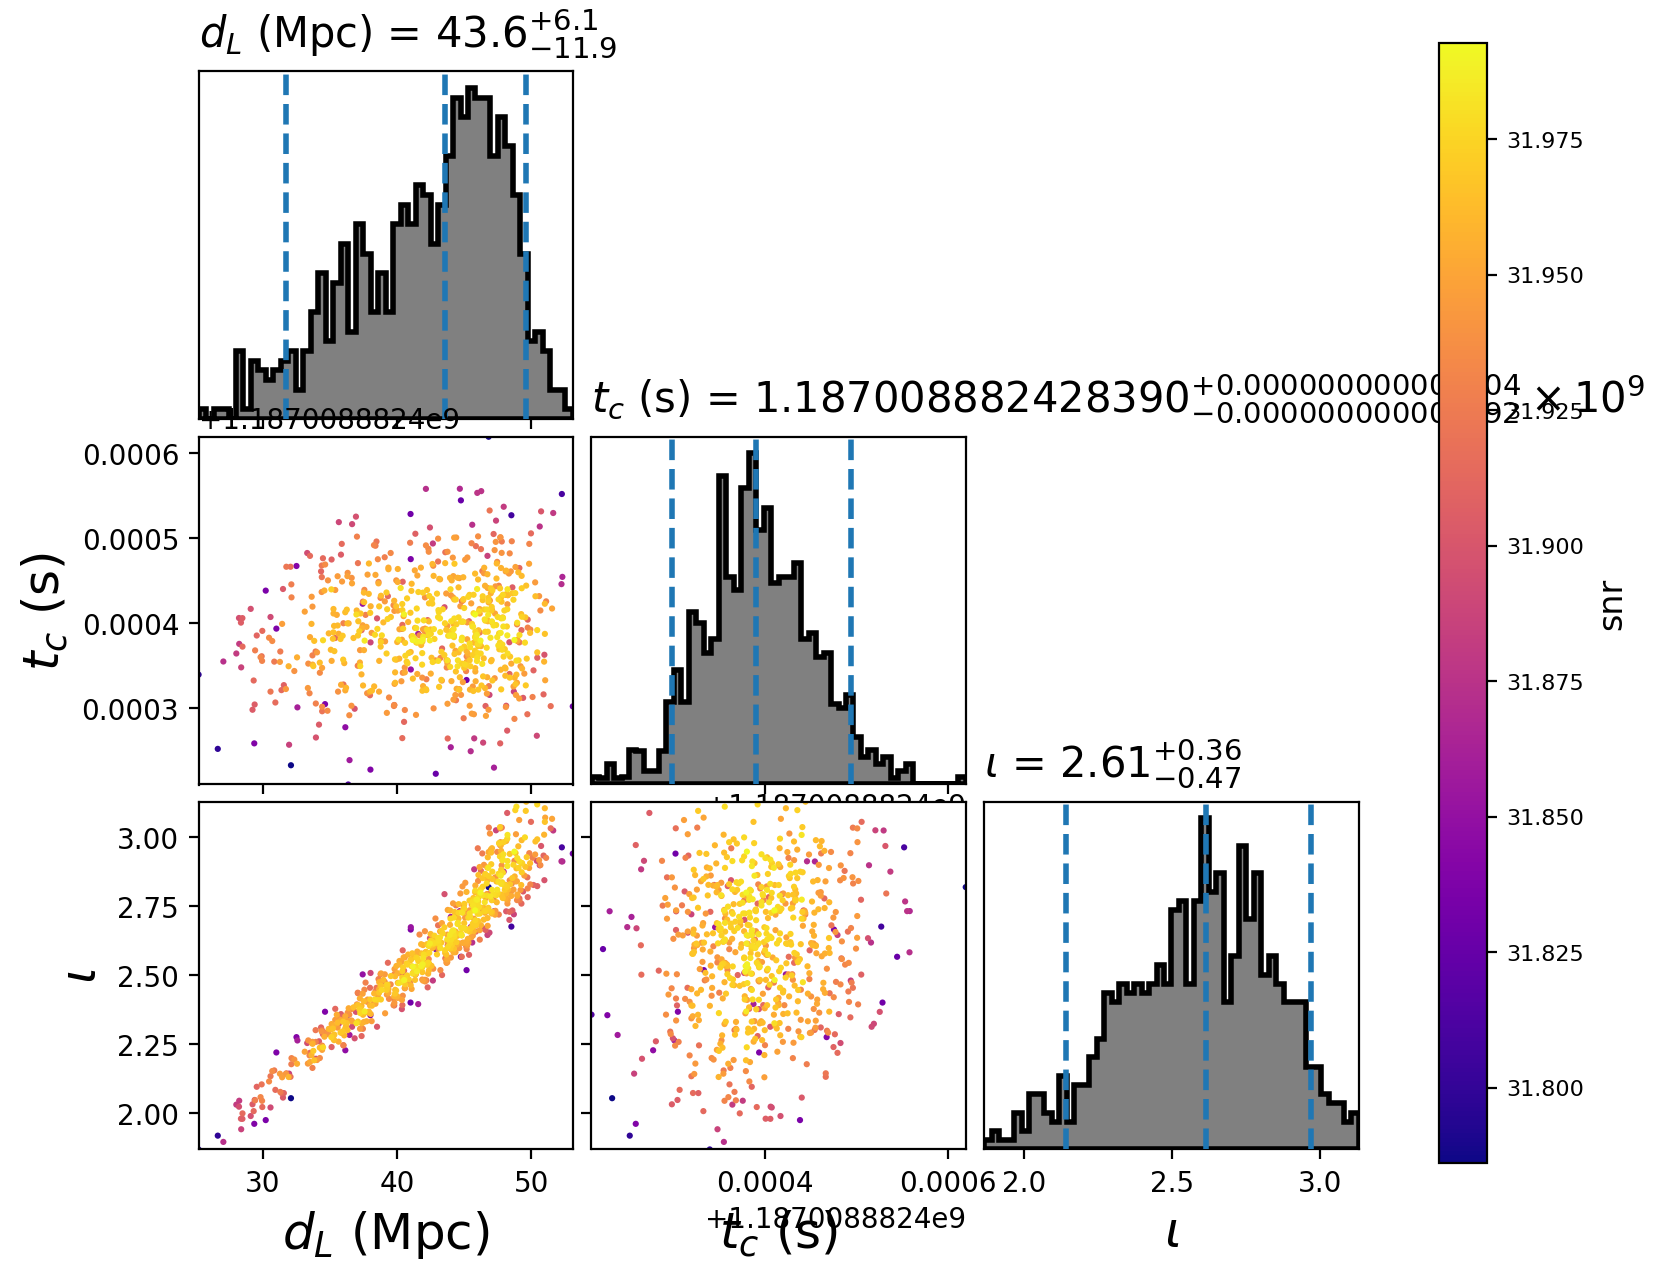 d_L (Mpc) = 43.6^{+6.1}_{-11.9}
+1.1870088824e9
t_c (s) = 1.1870088882428390 × 10^9
0.0006
0.0005
0.0004
0.0003
t_c (s)
ι = 2.61^{+0.36}_{-0.47}
3.00
2.75
2.50
2.25
2.00
ι
30 40 50
d_L (Mpc)
0.0004 0.0006
+1.1870088824e9
t_c (s)
2.0 2.5 3.0
ι
31.975
31.950
31.925
31.900
31.875
31.850
31.825
31.800
snr